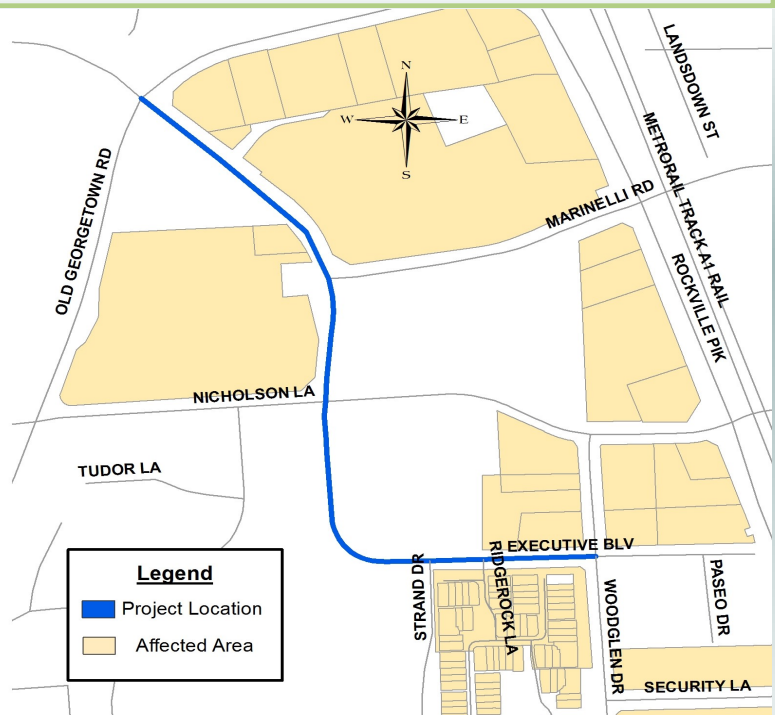 LANDSDOWN ST
N
W
E
S
METRORAIL TRACK A1 RAIL
MARINELLI RD
OLD GEORGETOWN RD
ROCKVILLE PIK
NICHOLSON LA
TUDOR LA
EXECUTIVE BLV
RIDGEROCK LA
STRAND DR
WOODGLEN DR
PASEO DR
SECURITY LA
Legend
Project Location
Affected Area